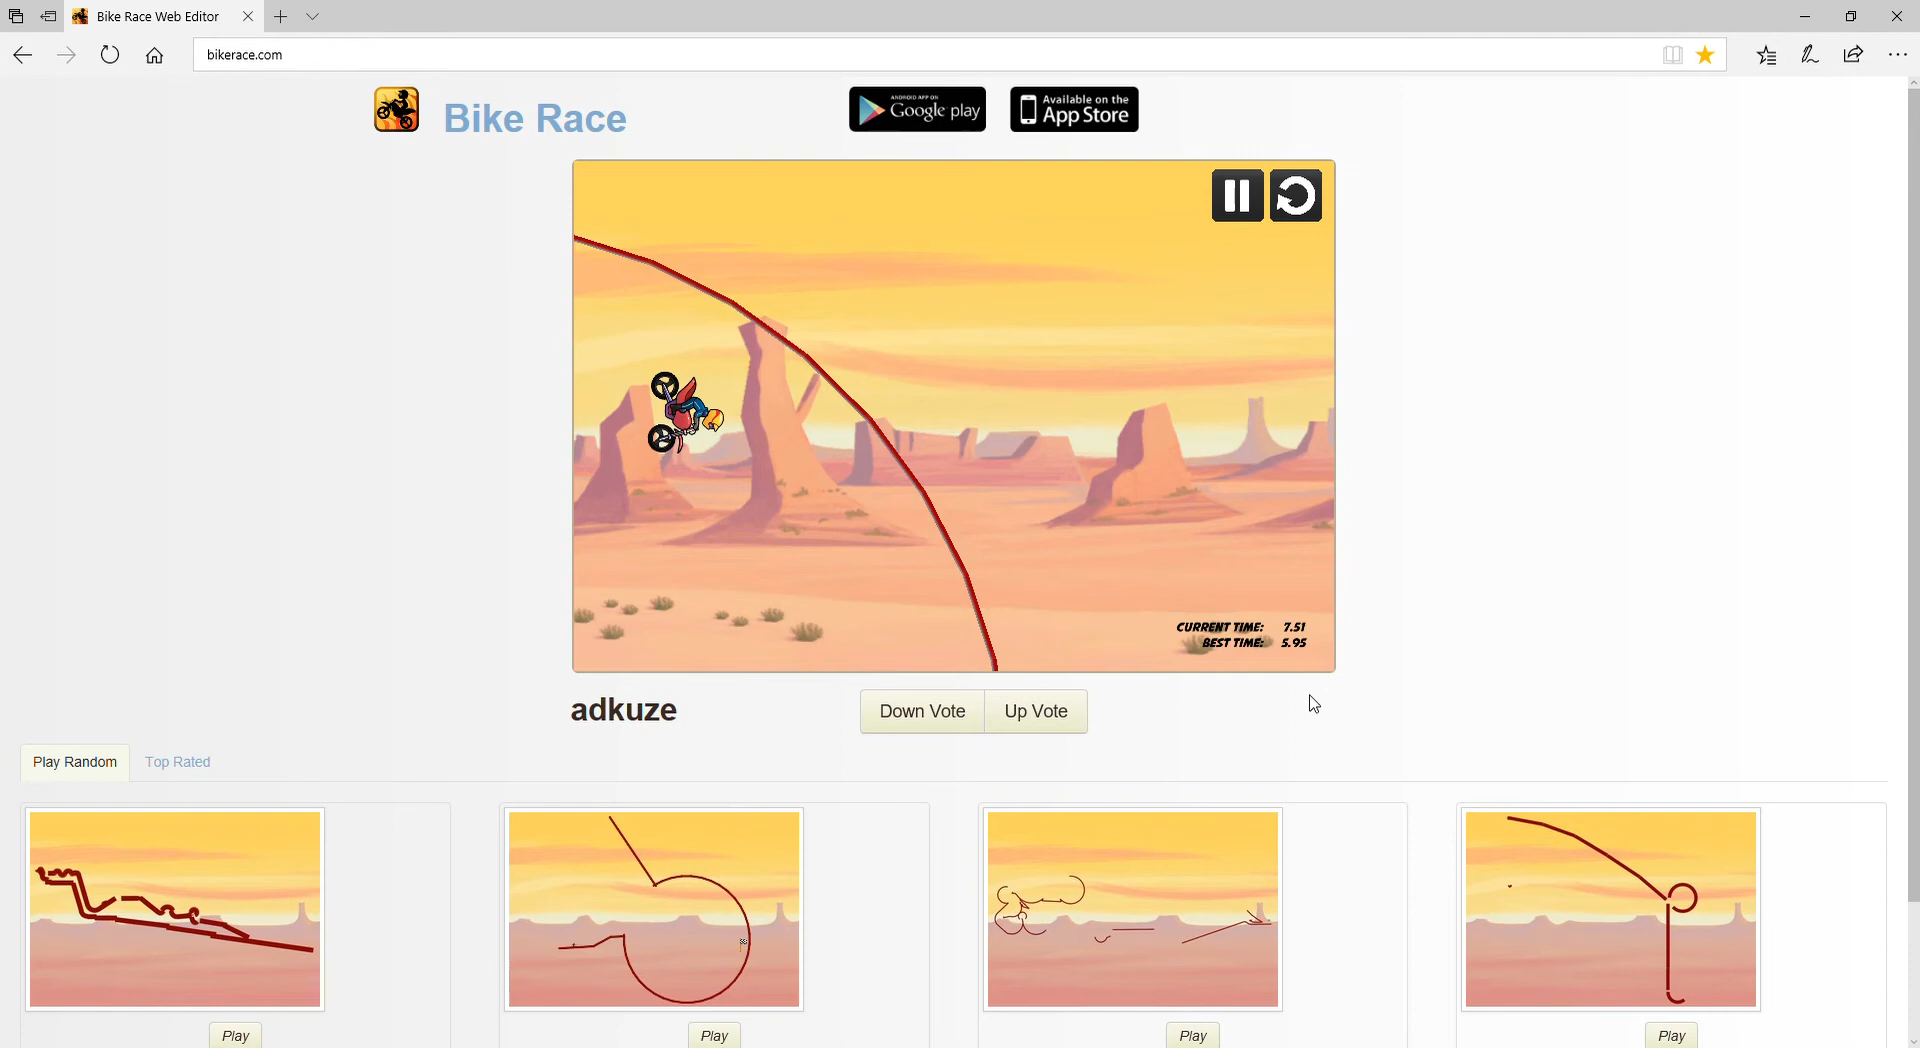 Bike Race Web Editor
bikerace.com
Bike Race
ANDROID APP ON
Google play
Available on the
App Store
CURRENT TIME: 7.51
BEST TIME: 5.95
adkuze
Down Vote
Up Vote
Play Random
Top Rated
Play
Play
Play
Play